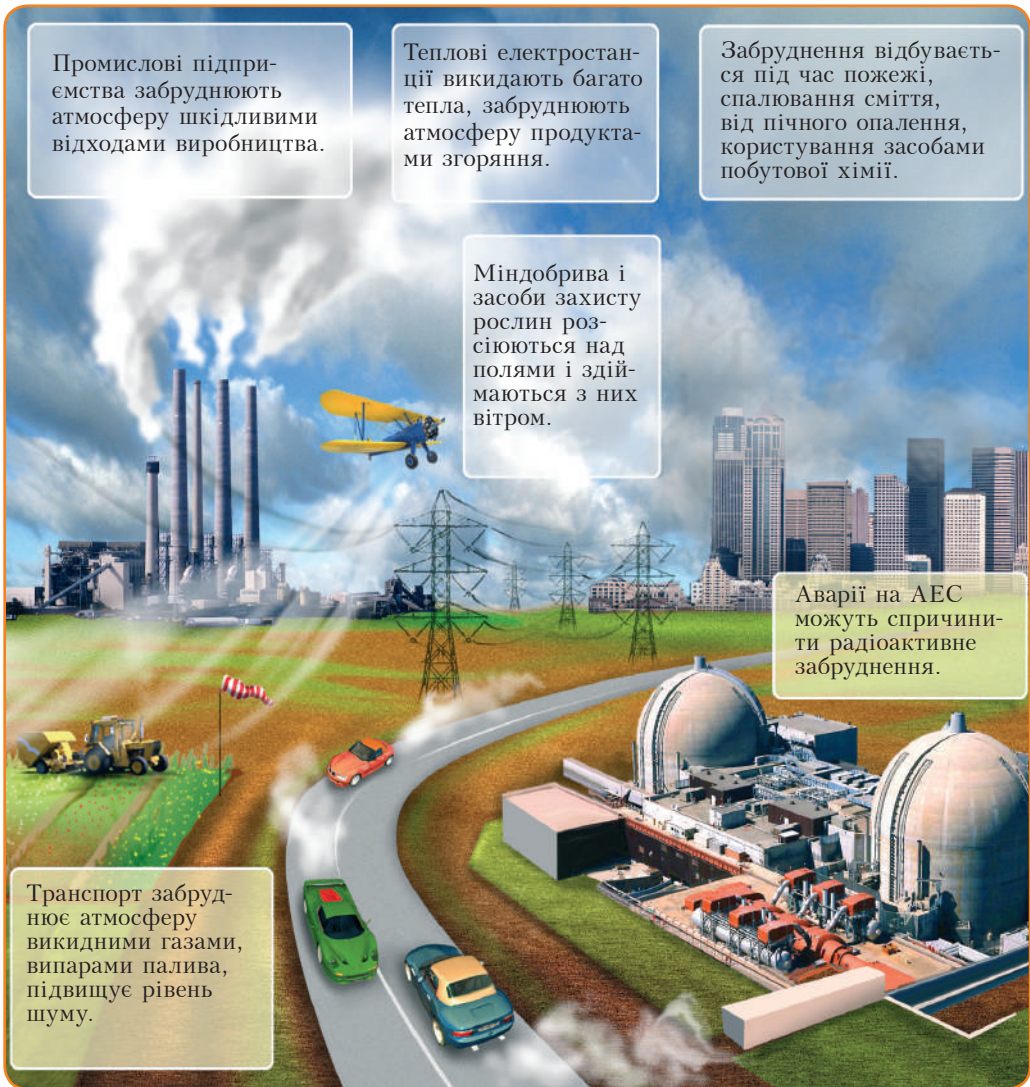 Промислові підпри-
ємства забруднюють
атмосферу шкідливими
відходами виробництва.
Теплові електростан-
ції викидають багато
тепла, забруднюють
атмосферу продукта-
ми згоряння.
Забруднення відбуваєть-
ся під час пожежі,
спалювання сміття,
від пічного опалення,
користування засобами
побутової хімії.
Міндобрива і
засоби захисту
рослин роз-
сіюються над
полями і здій-
маються з них
вітром.
Аварії на АЕС
можуть спричини-
ти радіоактивне
забруднення.
Транспорт забруд-
нює атмосферу
викидними газами,
випарами палива,
підвищує рівень
шуму.